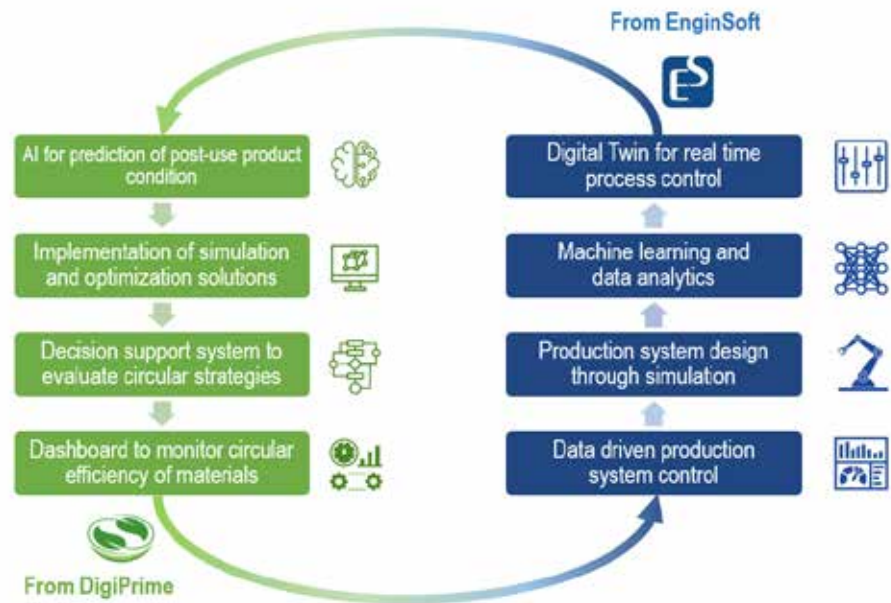 From EnginSoft
ES
AI for prediction of post-use product
condition
Implementation of simulation
and optimization solutions
Decision support system to
evaluate circular strategies
Dashboard to monitor circular
efficiency of materials
From DigiPrime
Digital Twin for real time
process control
Machine learning and
data analytics
Production system design
through simulation
Data driven production
system control